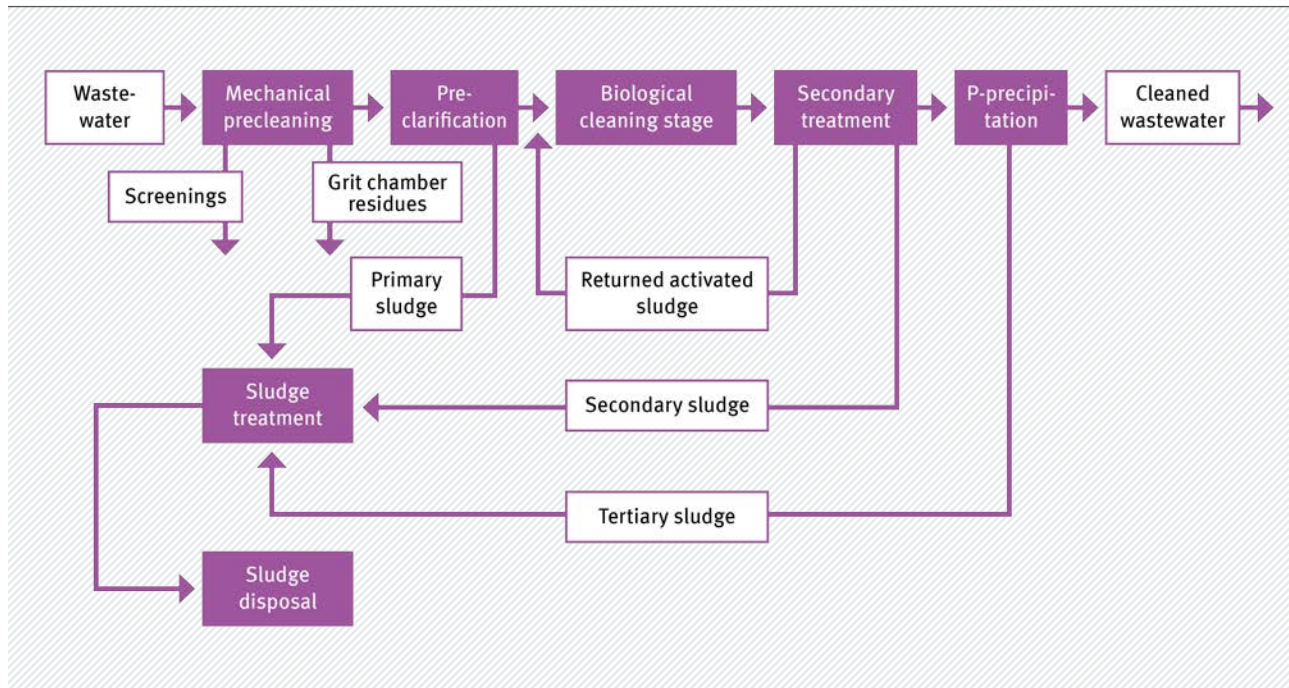 Waste-
water
Mechanical
precleaning
Pre-
clarification
Biological
cleaning stage
Secondary
treatment
P-precipi-
tation
Cleaned
wastewater
Screenings
Grit chamber
residues
Primary
sludge
Returned activated
sludge
Sludge
treatment
Secondary sludge
Tertiary sludge
Sludge
disposal